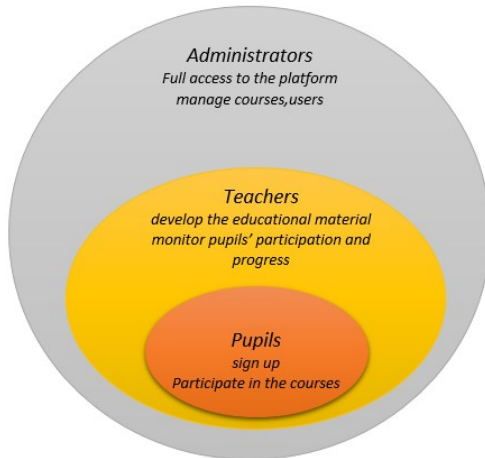 Administrators
Full access to the platform
manage courses,users
Teachers
develop the educational material
monitor pupils' participation and
progress
Pupils
sign up
Participate in the courses